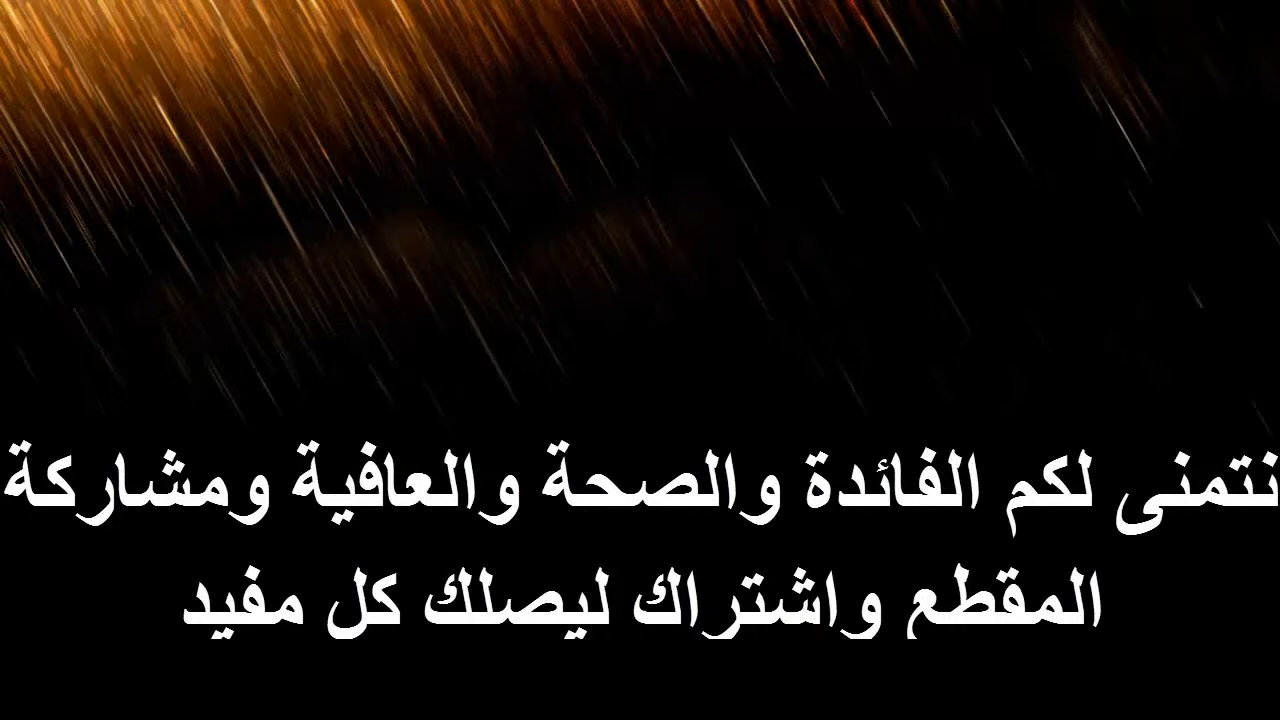 نتمنى لكم الفائدة والصحة والعافية ومشاركة
المقطع واشتراك ليصلك كل مفيد